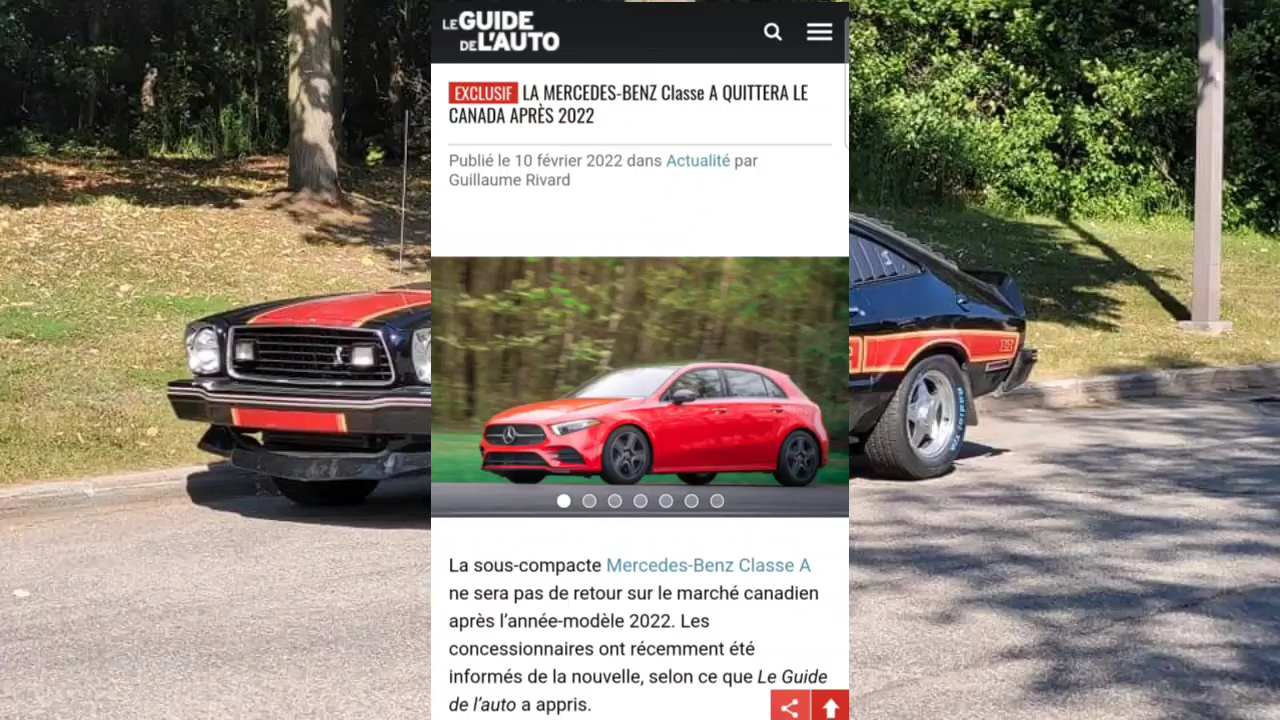 LE GUIDE
DE L'AUTO
EXCLUSIF LA MERCEDES-BENZ Classe A QUITTERA LE
CANADA APRÈS 2022
Publié le 10 février 2022 dans Actualité par
Guillaume Rivard
La sous-compacte Mercedes-Benz Classe A
ne sera pas de retour sur le marché canadien
après l'année-modèle 2022. Les
concessionnaires ont récemment été
informés de la nouvelle, selon ce que Le Guide
de l'auto a appris.